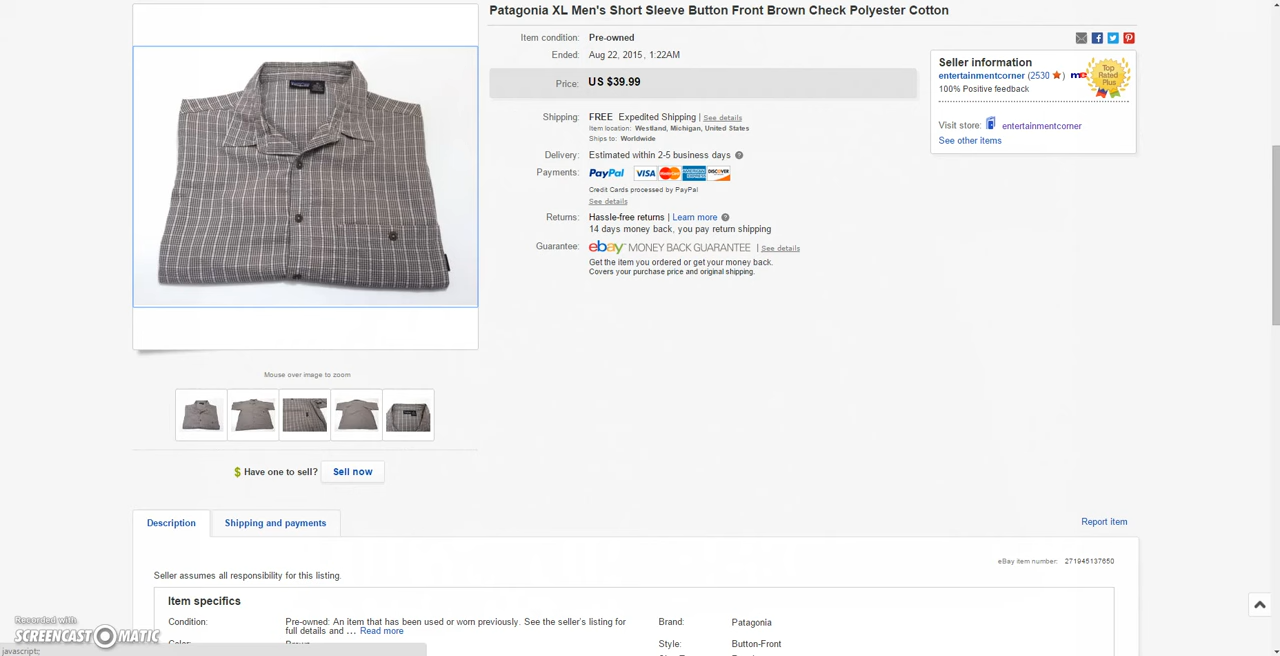 Patagonia XL Men's Short Sleeve Button Front Brown Check Polyester Cotton
Item condition: Pre-owned
Ended: Aug 22, 2015 , 1:22AM
Price: US $39.99
Shipping: FREE Expedited Shipping | See details
Item location: Westland, Michigan, United States
Ships to: Worldwide
Delivery: Estimated within 2-5 business days
Payments: PayPal VISA MasterCard AMERICAN EXPRESS DISCOVER
Credit Cards processed by PayPal
See details
Returns: Hassle-free returns | Learn more
14 days money back, you pay return shipping
Guarantee: ebay MONEY BACK GUARANTEE | See details
Get the item you ordered or get your money back.
Covers your purchase price and original shipping.
Seller information
entertainmentcorner (2530 ) me
100% Positive feedback
Top Rated Plus
Visit store: entertainmentcorner
See other items
Mouse over image to zoom
$ Have one to sell? Sell now
Description
Shipping and payments
Report item
eBay item number: 271945137650
Seller assumes all responsibility for this listing.
Item specifics
Condition: Pre-owned: An item that has been used or worn previously. See the seller's listing for
full details and ... Read more
Brand: Patagonia
Style: Button-Front
Recorded with
SCREENCAST-O-MATIC
javascript:;